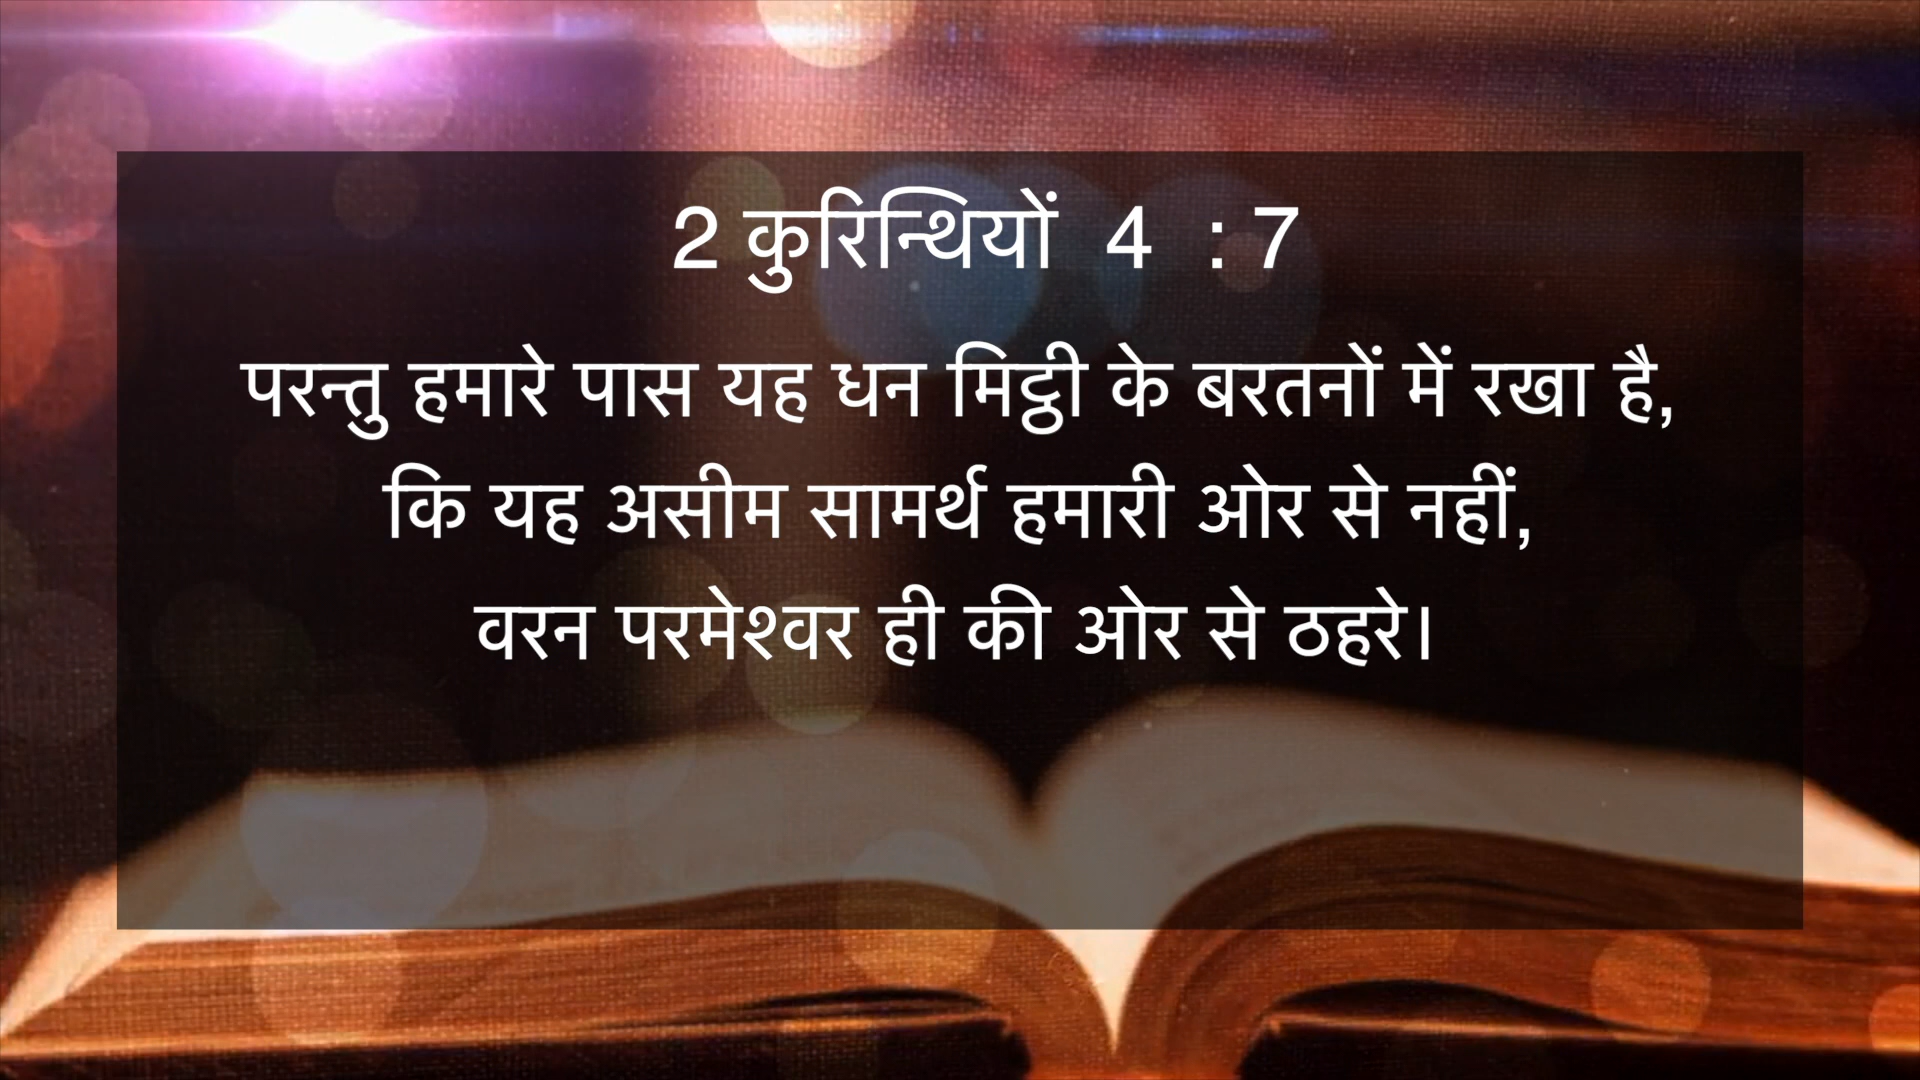 2 कुरिन्थियों 4 : 7
परन्तु हमारे पास यह धन मिट्ठी के बरतनों में रखा है,
कि यह असीम सामर्थ हमारी ओर से नहीं,
वरन परमेश्वर ही की ओर से ठहरे।